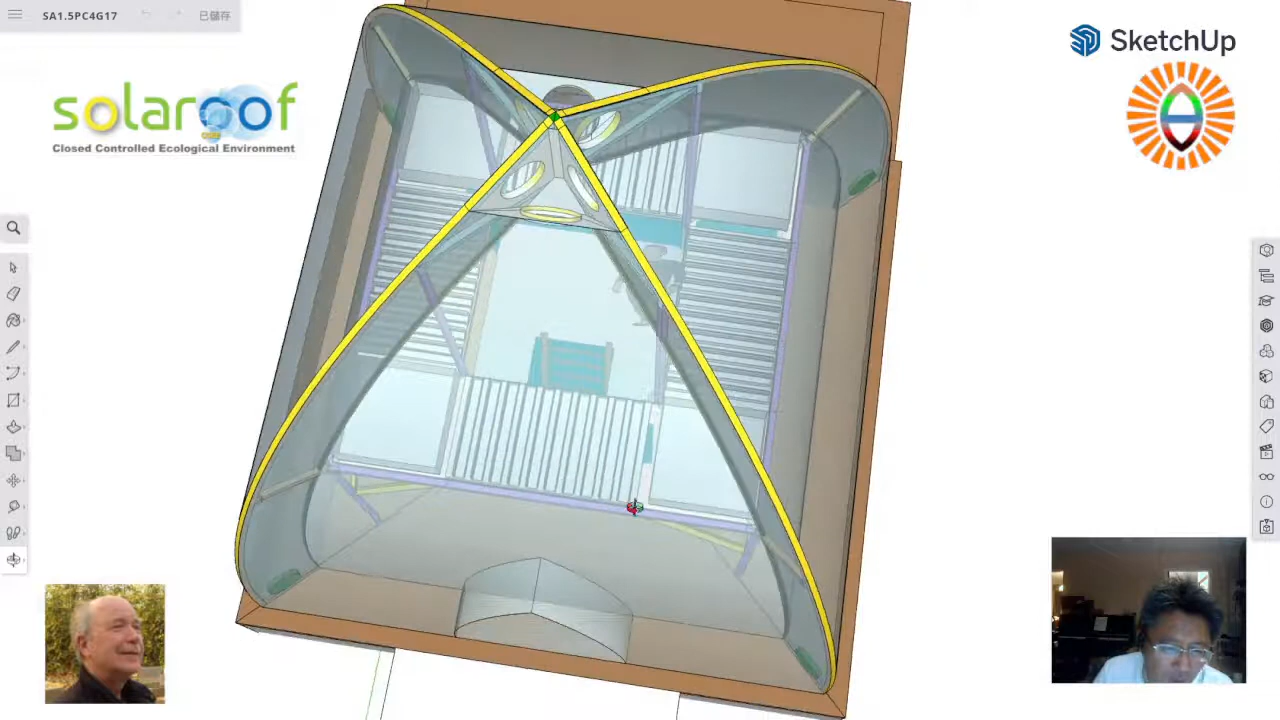 SA1.5PC4G17 已儲存
SketchUp
solaroof
Closed Controlled Ecological Environment